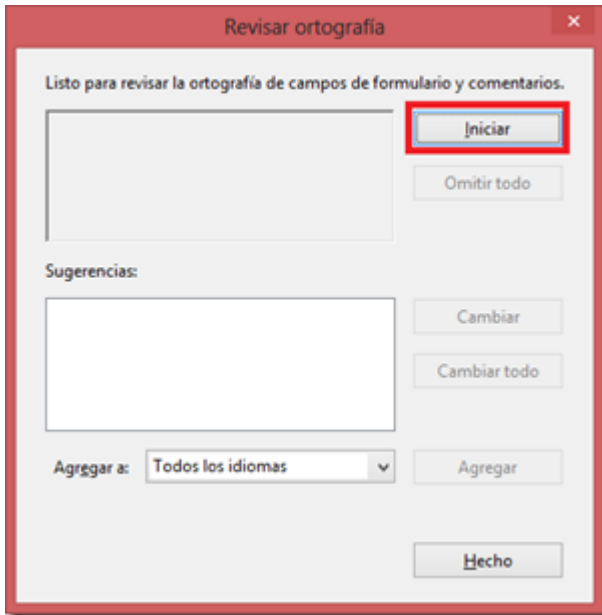 Revisar ortografía
Listo para revisar la ortografía de campos de formulario y comentarios.
Iniciar
Omitir todo
Sugerencias:
Cambiar
Cambiar todo
Agregar a: Todos los idiomas Agregar
Hecho